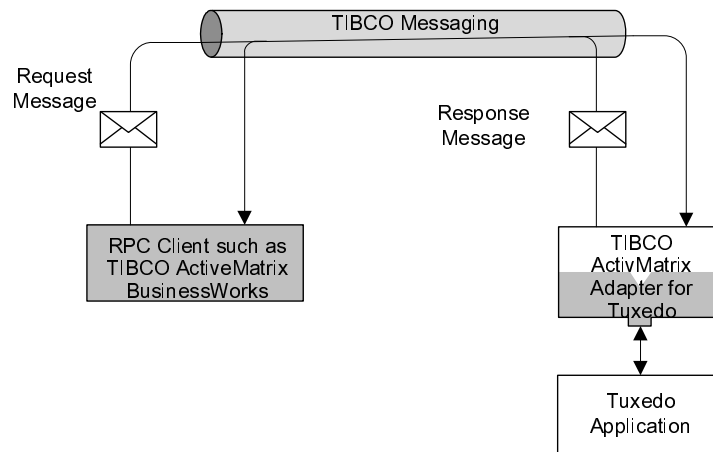 TIBCO Messaging
Request
Message
Response
Message
RPC Client such as
TIBCO ActiveMatrix
BusinessWorks
TIBCO
ActivMatrix
Adapter for
Tuxedo
Tuxedo
Application